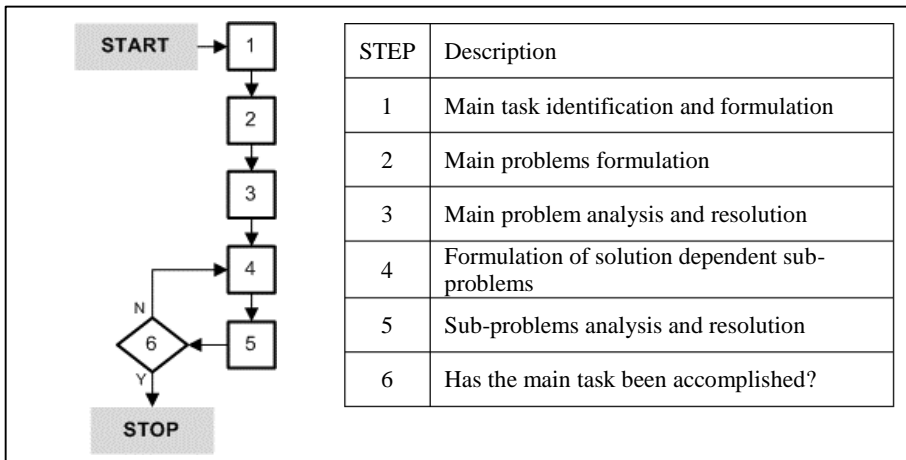 START
1
2
3
4
N
6
5
Y
STOP
STEP Description
1 Main task identification and formulation
2 Main problems formulation
3 Main problem analysis and resolution
4 Formulation of solution dependent sub-
problems
5 Sub-problems analysis and resolution
6 Has the main task been accomplished?